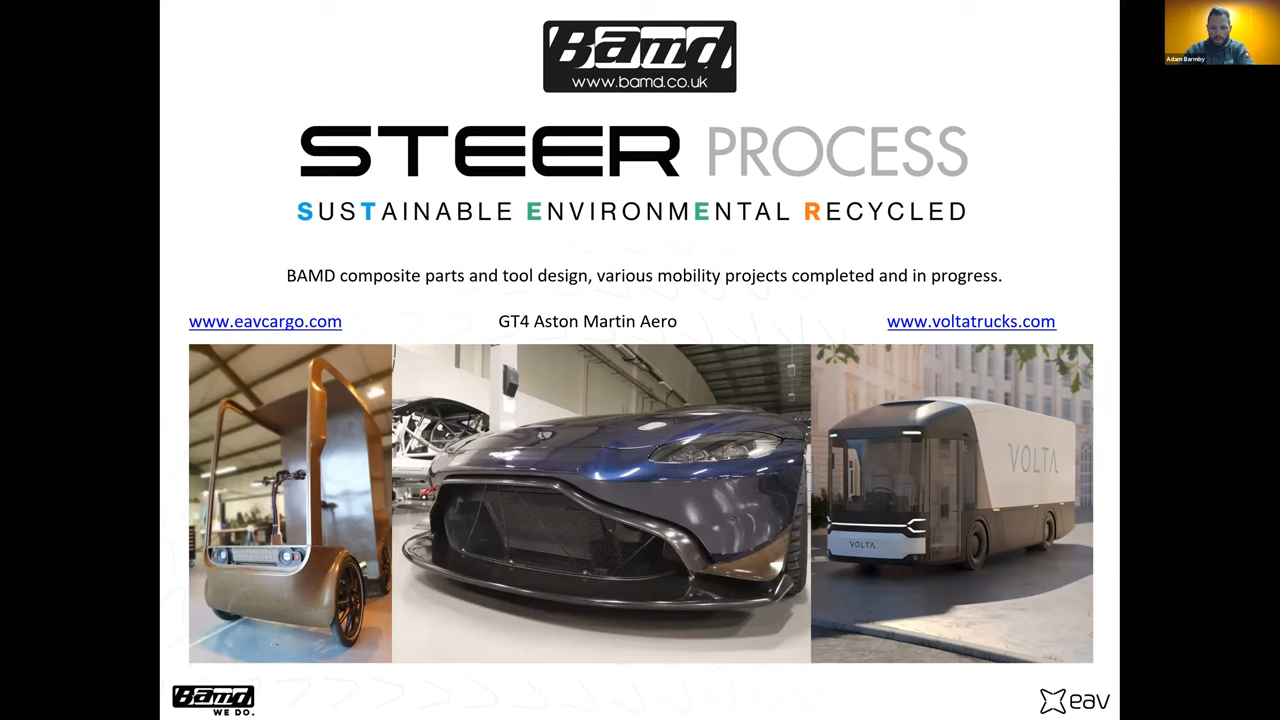 Bamd
www.bamd.co.uk
Adam Barmby
STEER PROCESS
SUSTAINABLE ENVIRONMENTAL RECYCLED
BAMD composite parts and tool design, various mobility projects completed and in progress.
www.eavcargo.com
GT4 Aston Martin Aero
www.voltatrucks.com
VOLTA
VOLTA
Bamd
WE DO.
eav